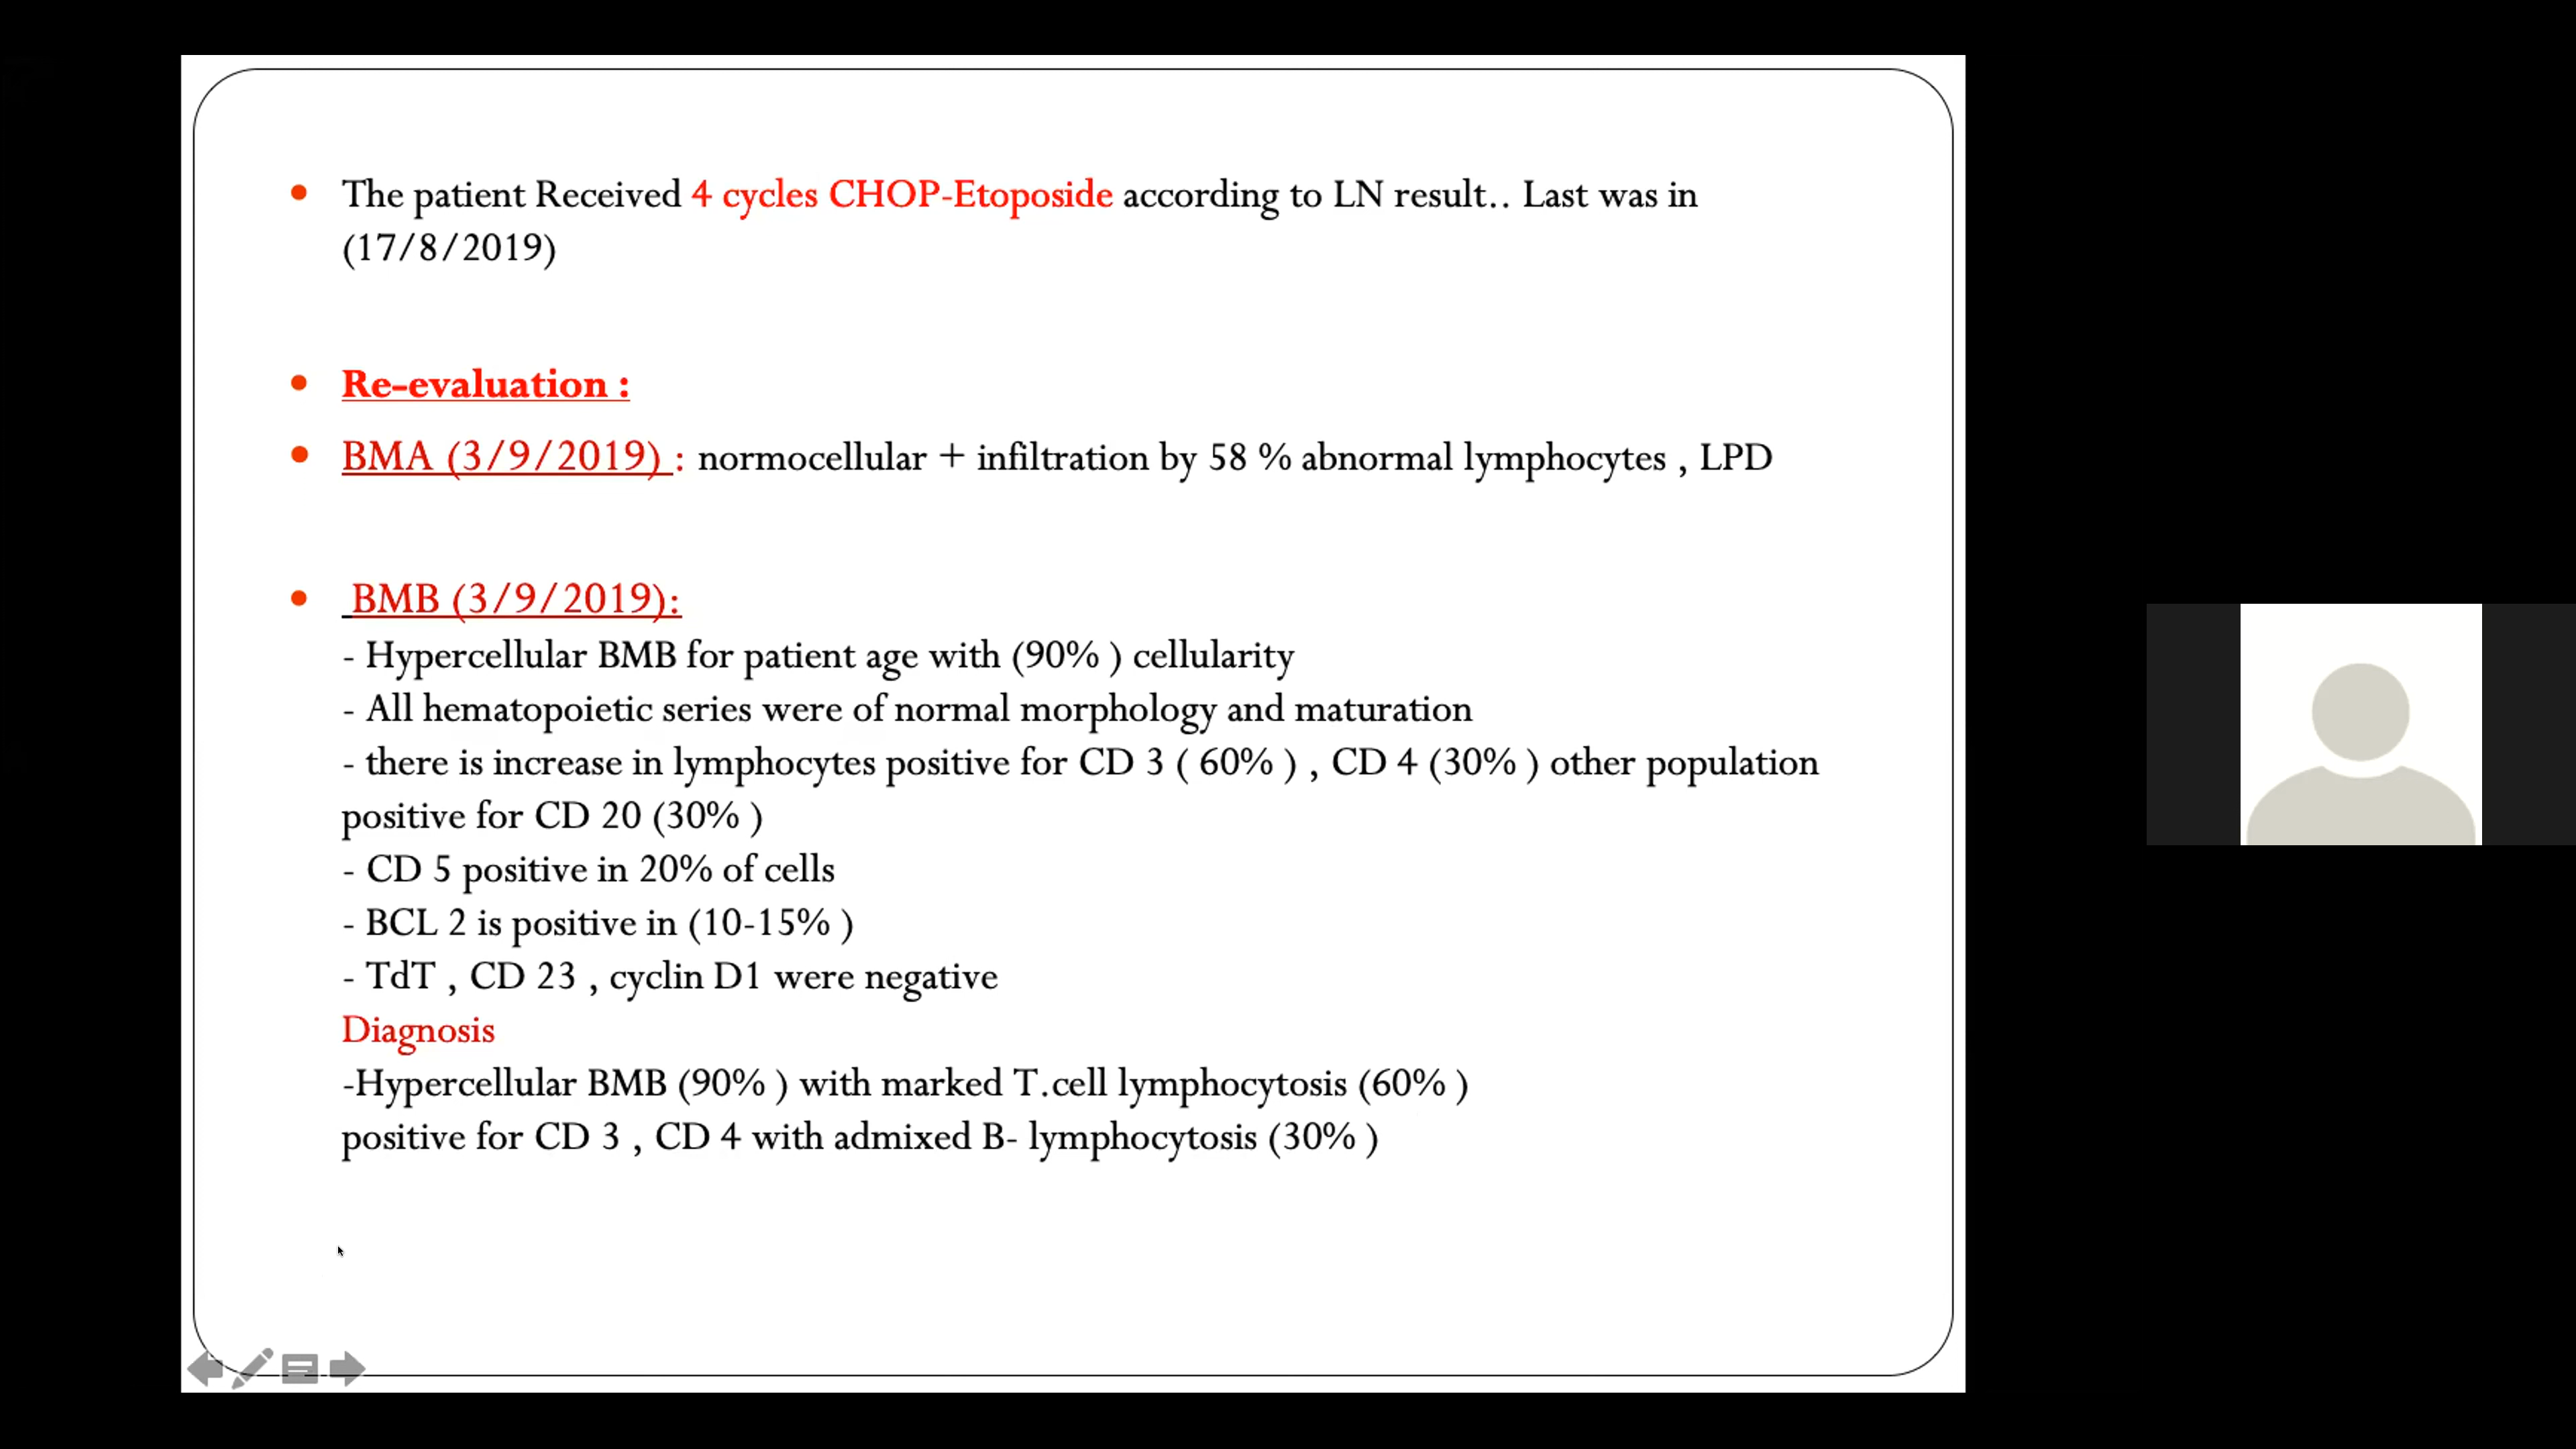 The patient Received 4 cycles CHOP-Etoposide according to LN result.. Last was in
(17/8/2019)
Re-evaluation :
BMA (3/9/2019) : normocellular + infiltration by 58 % abnormal lymphocytes , LPD
BMB (3/9/2019):
- Hypercellular BMB for patient age with (90% ) cellularity
- All hematopoietic series were of normal morphology and maturation
- there is increase in lymphocytes positive for CD 3 ( 60% ) , CD 4 (30% ) other population
positive for CD 20 (30% )
- CD 5 positive in 20% of cells
- BCL 2 is positive in (10-15% )
- TdT , CD 23 , cyclin D1 were negative
Diagnosis
-Hypercellular BMB (90% ) with marked T.cell lymphocytosis (60% )
positive for CD 3 , CD 4 with admixed B- lymphocytosis (30% )